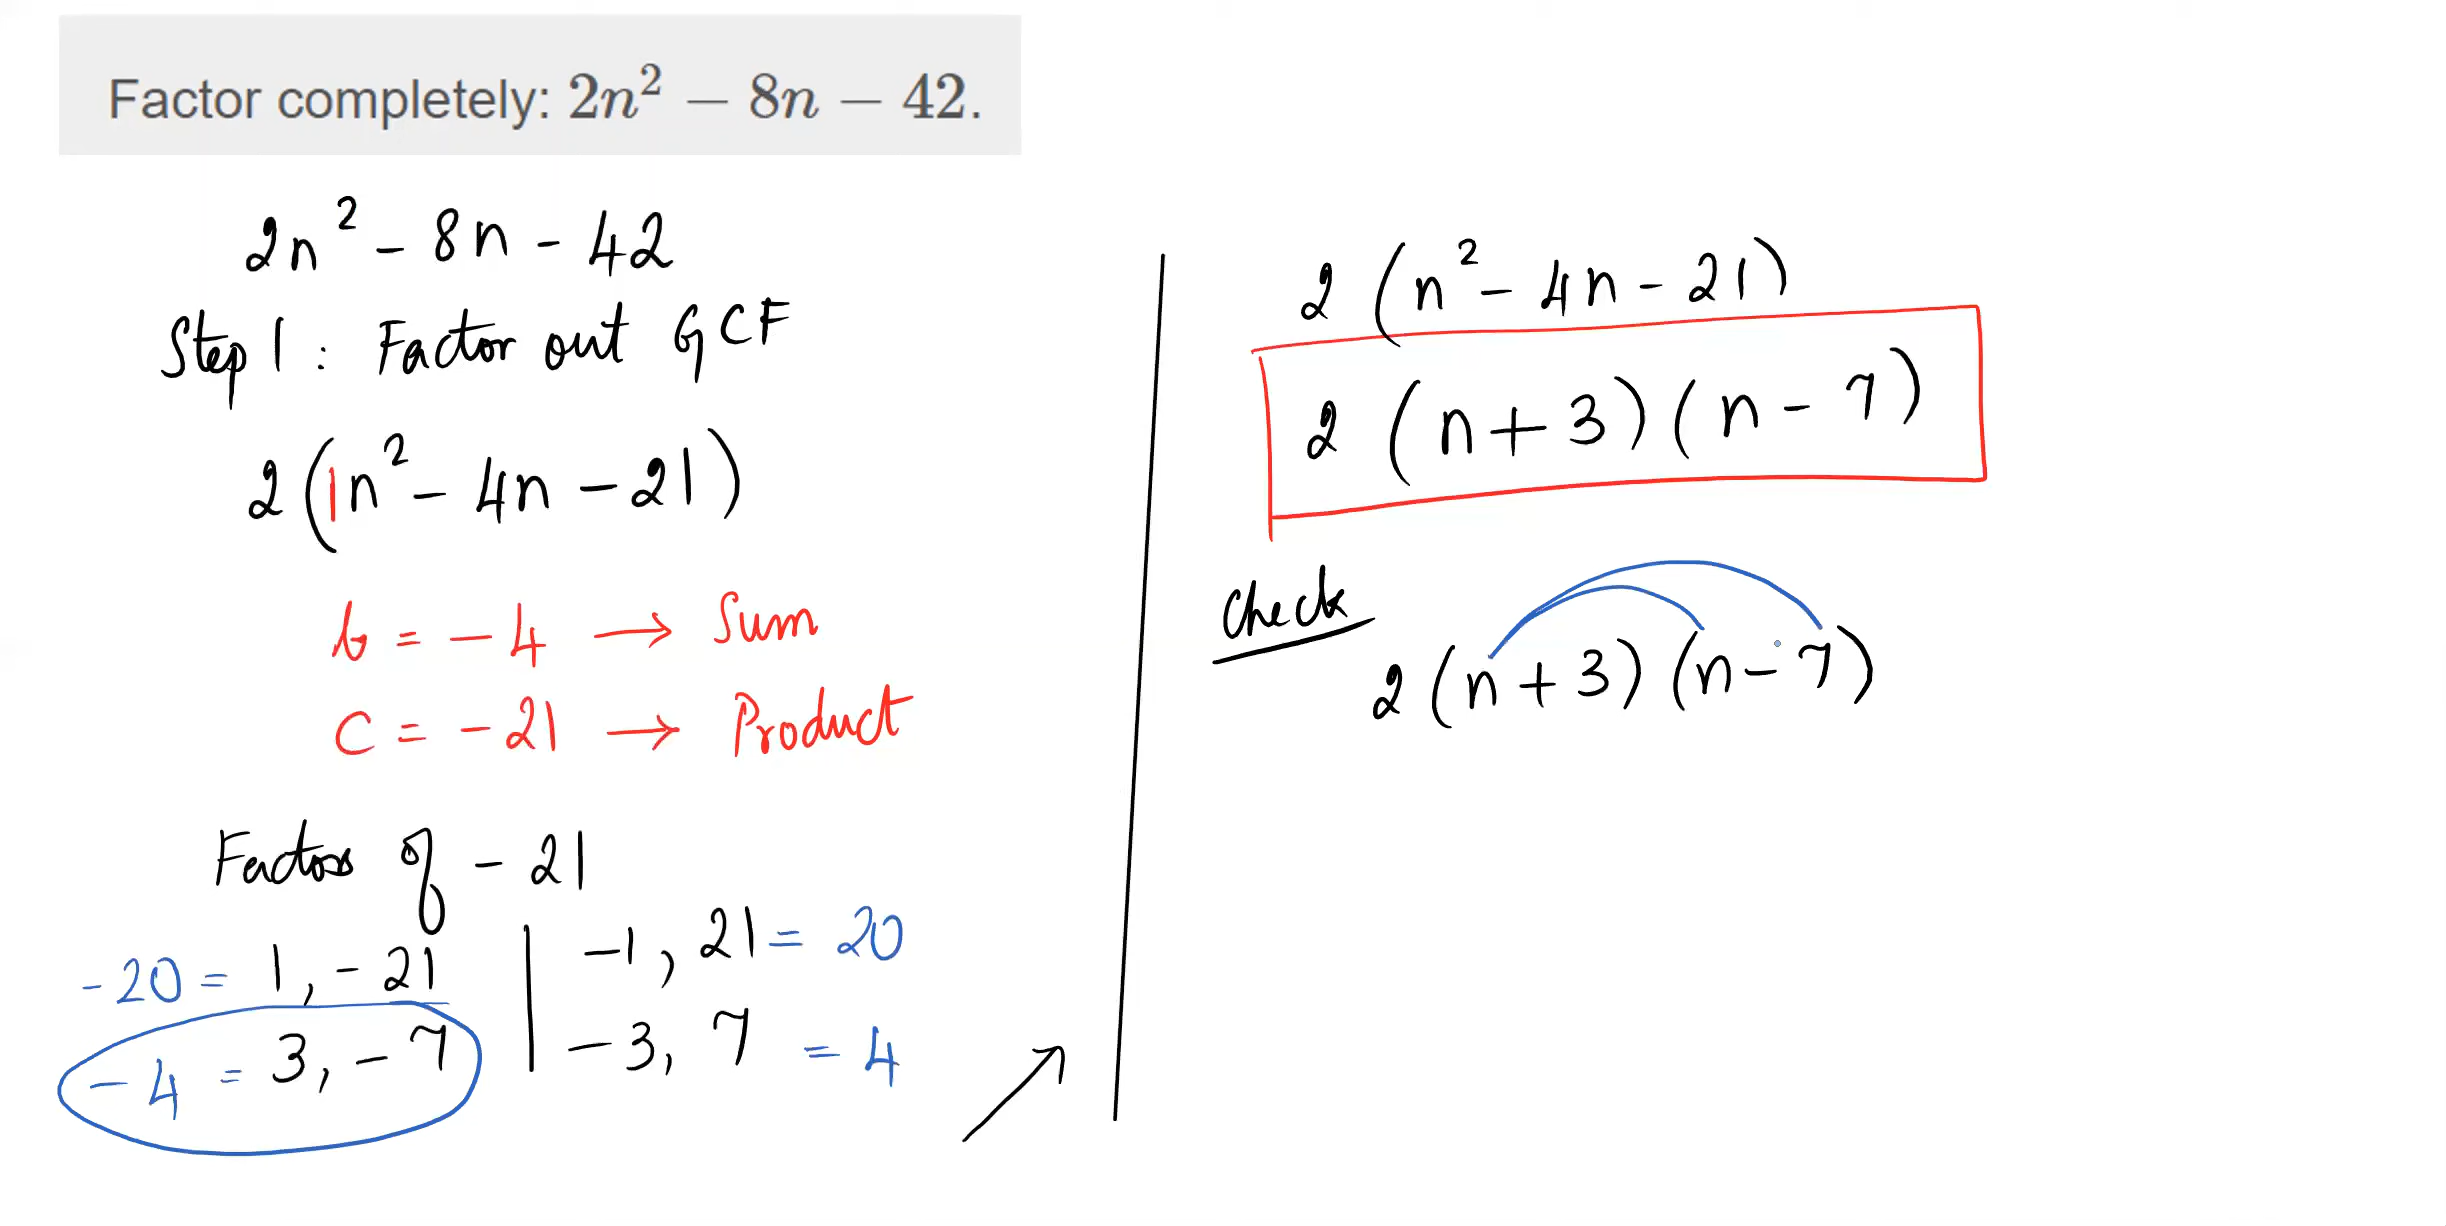 Factor completely: 2n² − 8n − 42.
2n² - 8n - 42
Step 1 : Factor out GCF
2(1n² - 4n - 21)
b = -4 → Sum
c = -21 → Product
Factors of - 21
-20 = 1, -21 | -1, 21 = 20
-4 = 3, -7 | -3, 7 = 4
2 (n² - 4n - 21)
2 (n+3)(n - 7)
Check
2(n+3)(n-7)